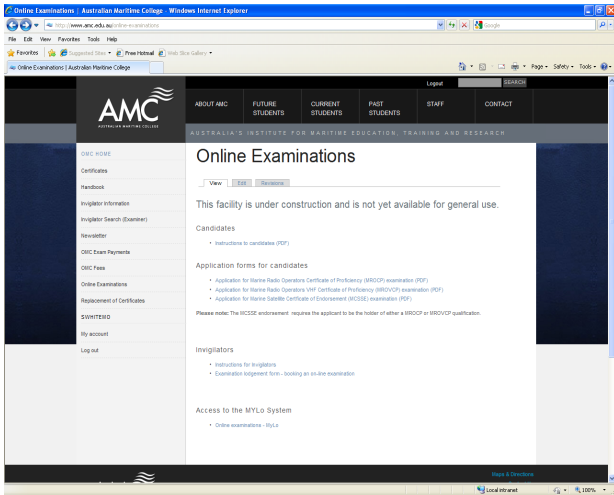 Online Examinations | Australian Maritime College - Windows Internet Explorer
http://www.amc.edu.au/online-examinations
Google
File Edit View Favorites Tools Help
Favorites Suggested Sites Free Hotmail Web Slice Gallery
Online Examinations | Australian Maritime College
Page Safety Tools
Logout SEARCH
AMC
AUSTRALIAN MARITIME COLLEGE
ABOUT AMC
FUTURE STUDENTS
CURRENT STUDENTS
PAST STUDENTS
STAFF
CONTACT
AUSTRALIA'S INSTITUTE FOR MARITIME EDUCATION, TRAINING AND RESEARCH
OMC HOME
Certificates
Handbook
Invigilator Information
Invigilator Search (Examiner)
Newsletter
OMC Exam Payments
OMC Fees
Online Examinations
Replacement of Certificates
SWHITEMO
My account
Log out
Online Examinations
View Edit Revisions
This facility is under construction and is not yet available for general use.
Candidates
Instructions to candidates (PDF)
Application forms for candidates
Application for Marine Radio Operators Certificate of Proficiency (MROCP) examination (PDF)
Application for Marine Radio Operators VHF Certificate of Proficiency (MROVCP) examination (PDF)
Application for Marine Satellite Certificate of Endorsement (MCSSE) examination (PDF)
Please note: The MCSSE endorsement requires the applicant to be the holder of either a MROCP or MROVCP qualification.
Invigilators
Instructions for invigilators
Examination lodgement form - booking an on-line examination
Access to the MYLo System
Online examinations - MyLo
Maps & Directions
Local intranet
100%